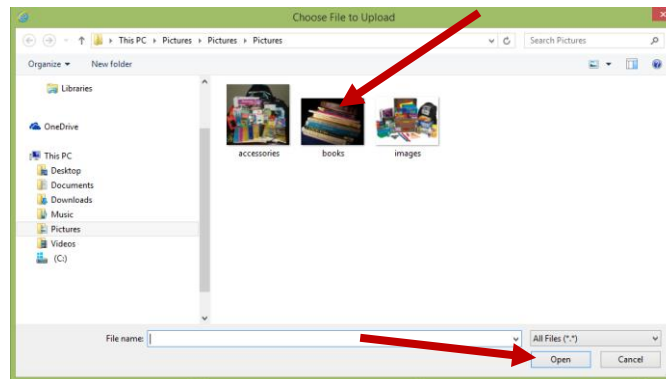 Choose File to Upload
This PC Pictures Pictures Pictures
Search Pictures
Organize New folder
Libraries
OneDrive
This PC
Desktop
Documents
Downloads
Music
Pictures
Videos
(C:)
accessories books images
File name: All Files (*.*)
Open Cancel